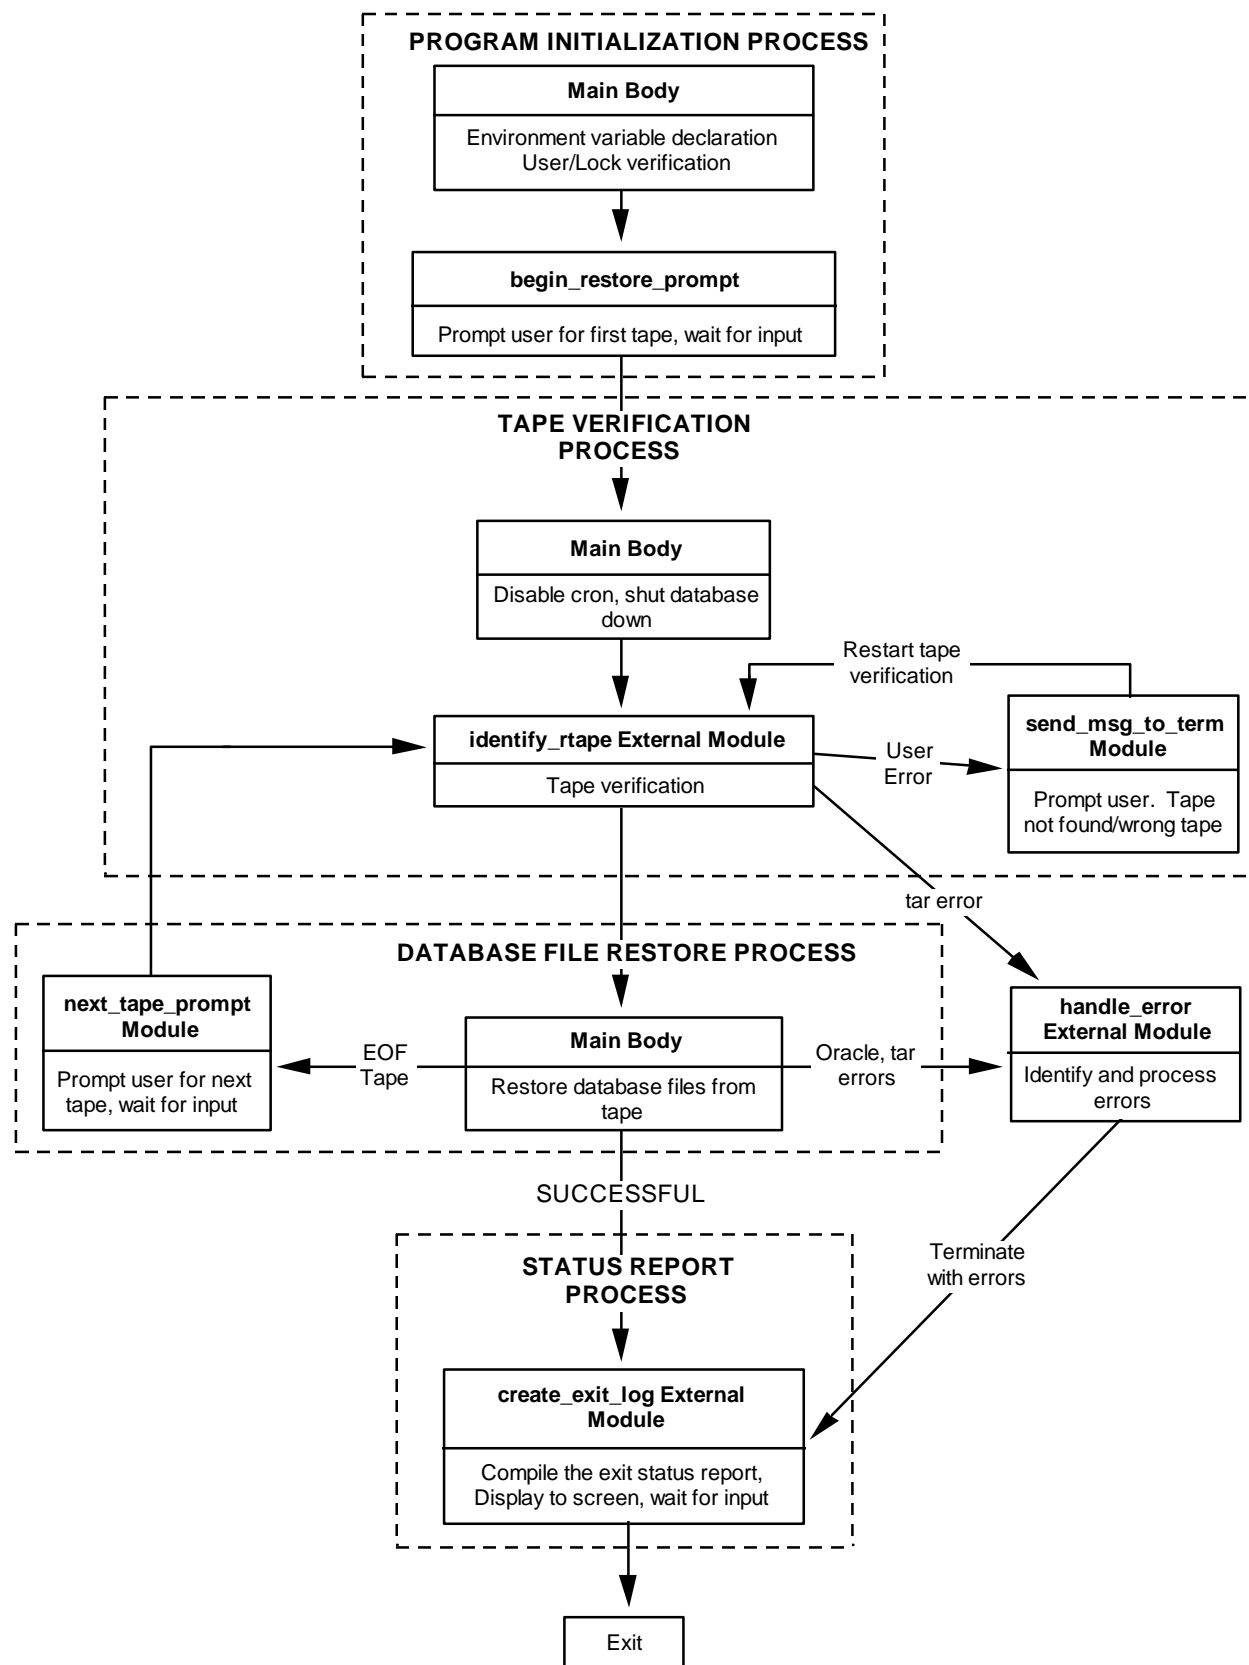 PROGRAM INITIALIZATION PROCESS
Main Body
Environment variable declaration
User/Lock verification
begin_restore_prompt
Prompt user for first tape, wait for input
TAPE VERIFICATION
PROCESS
Main Body
Disable cron, shut database
down
Restart tape
verification
identify_rtape External Module
Tape verification
User
Error
send_msg_to_term
Module
Prompt user.  Tape
not found/wrong tape
tar error
DATABASE FILE RESTORE PROCESS
next_tape_prompt
Module
Prompt user for next
tape, wait for input
EOF
Tape
Main Body
Restore database files from
tape
Oracle, tar
errors
handle_error
External Module
Identify and process
errors
SUCCESSFUL
Terminate
with errors
STATUS REPORT
PROCESS
create_exit_log External
Module
Compile the exit status report,
Display to screen, wait for input
Exit